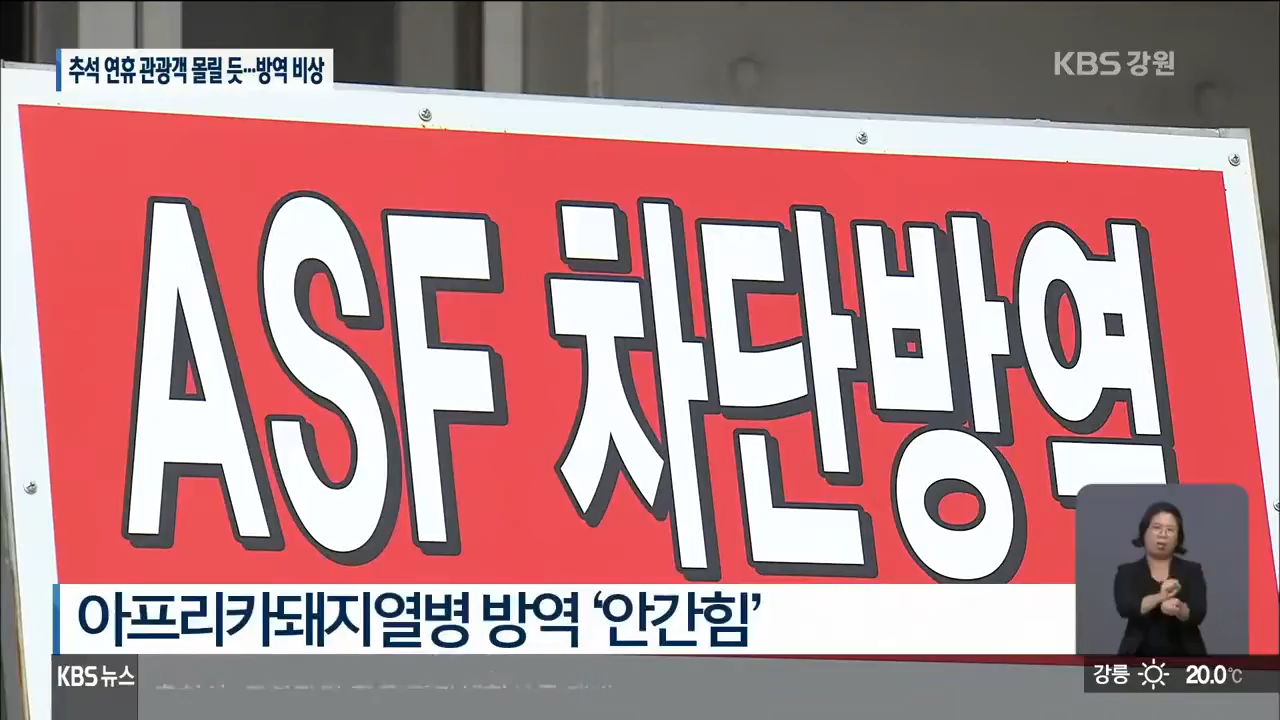 추석 연휴 관광객 몰릴 듯…방역 비상
KBS 강원
ASF 차단방역
아프리카돼지열병 방역 ‘안간힘’
KBS 뉴스
강릉 20.0℃